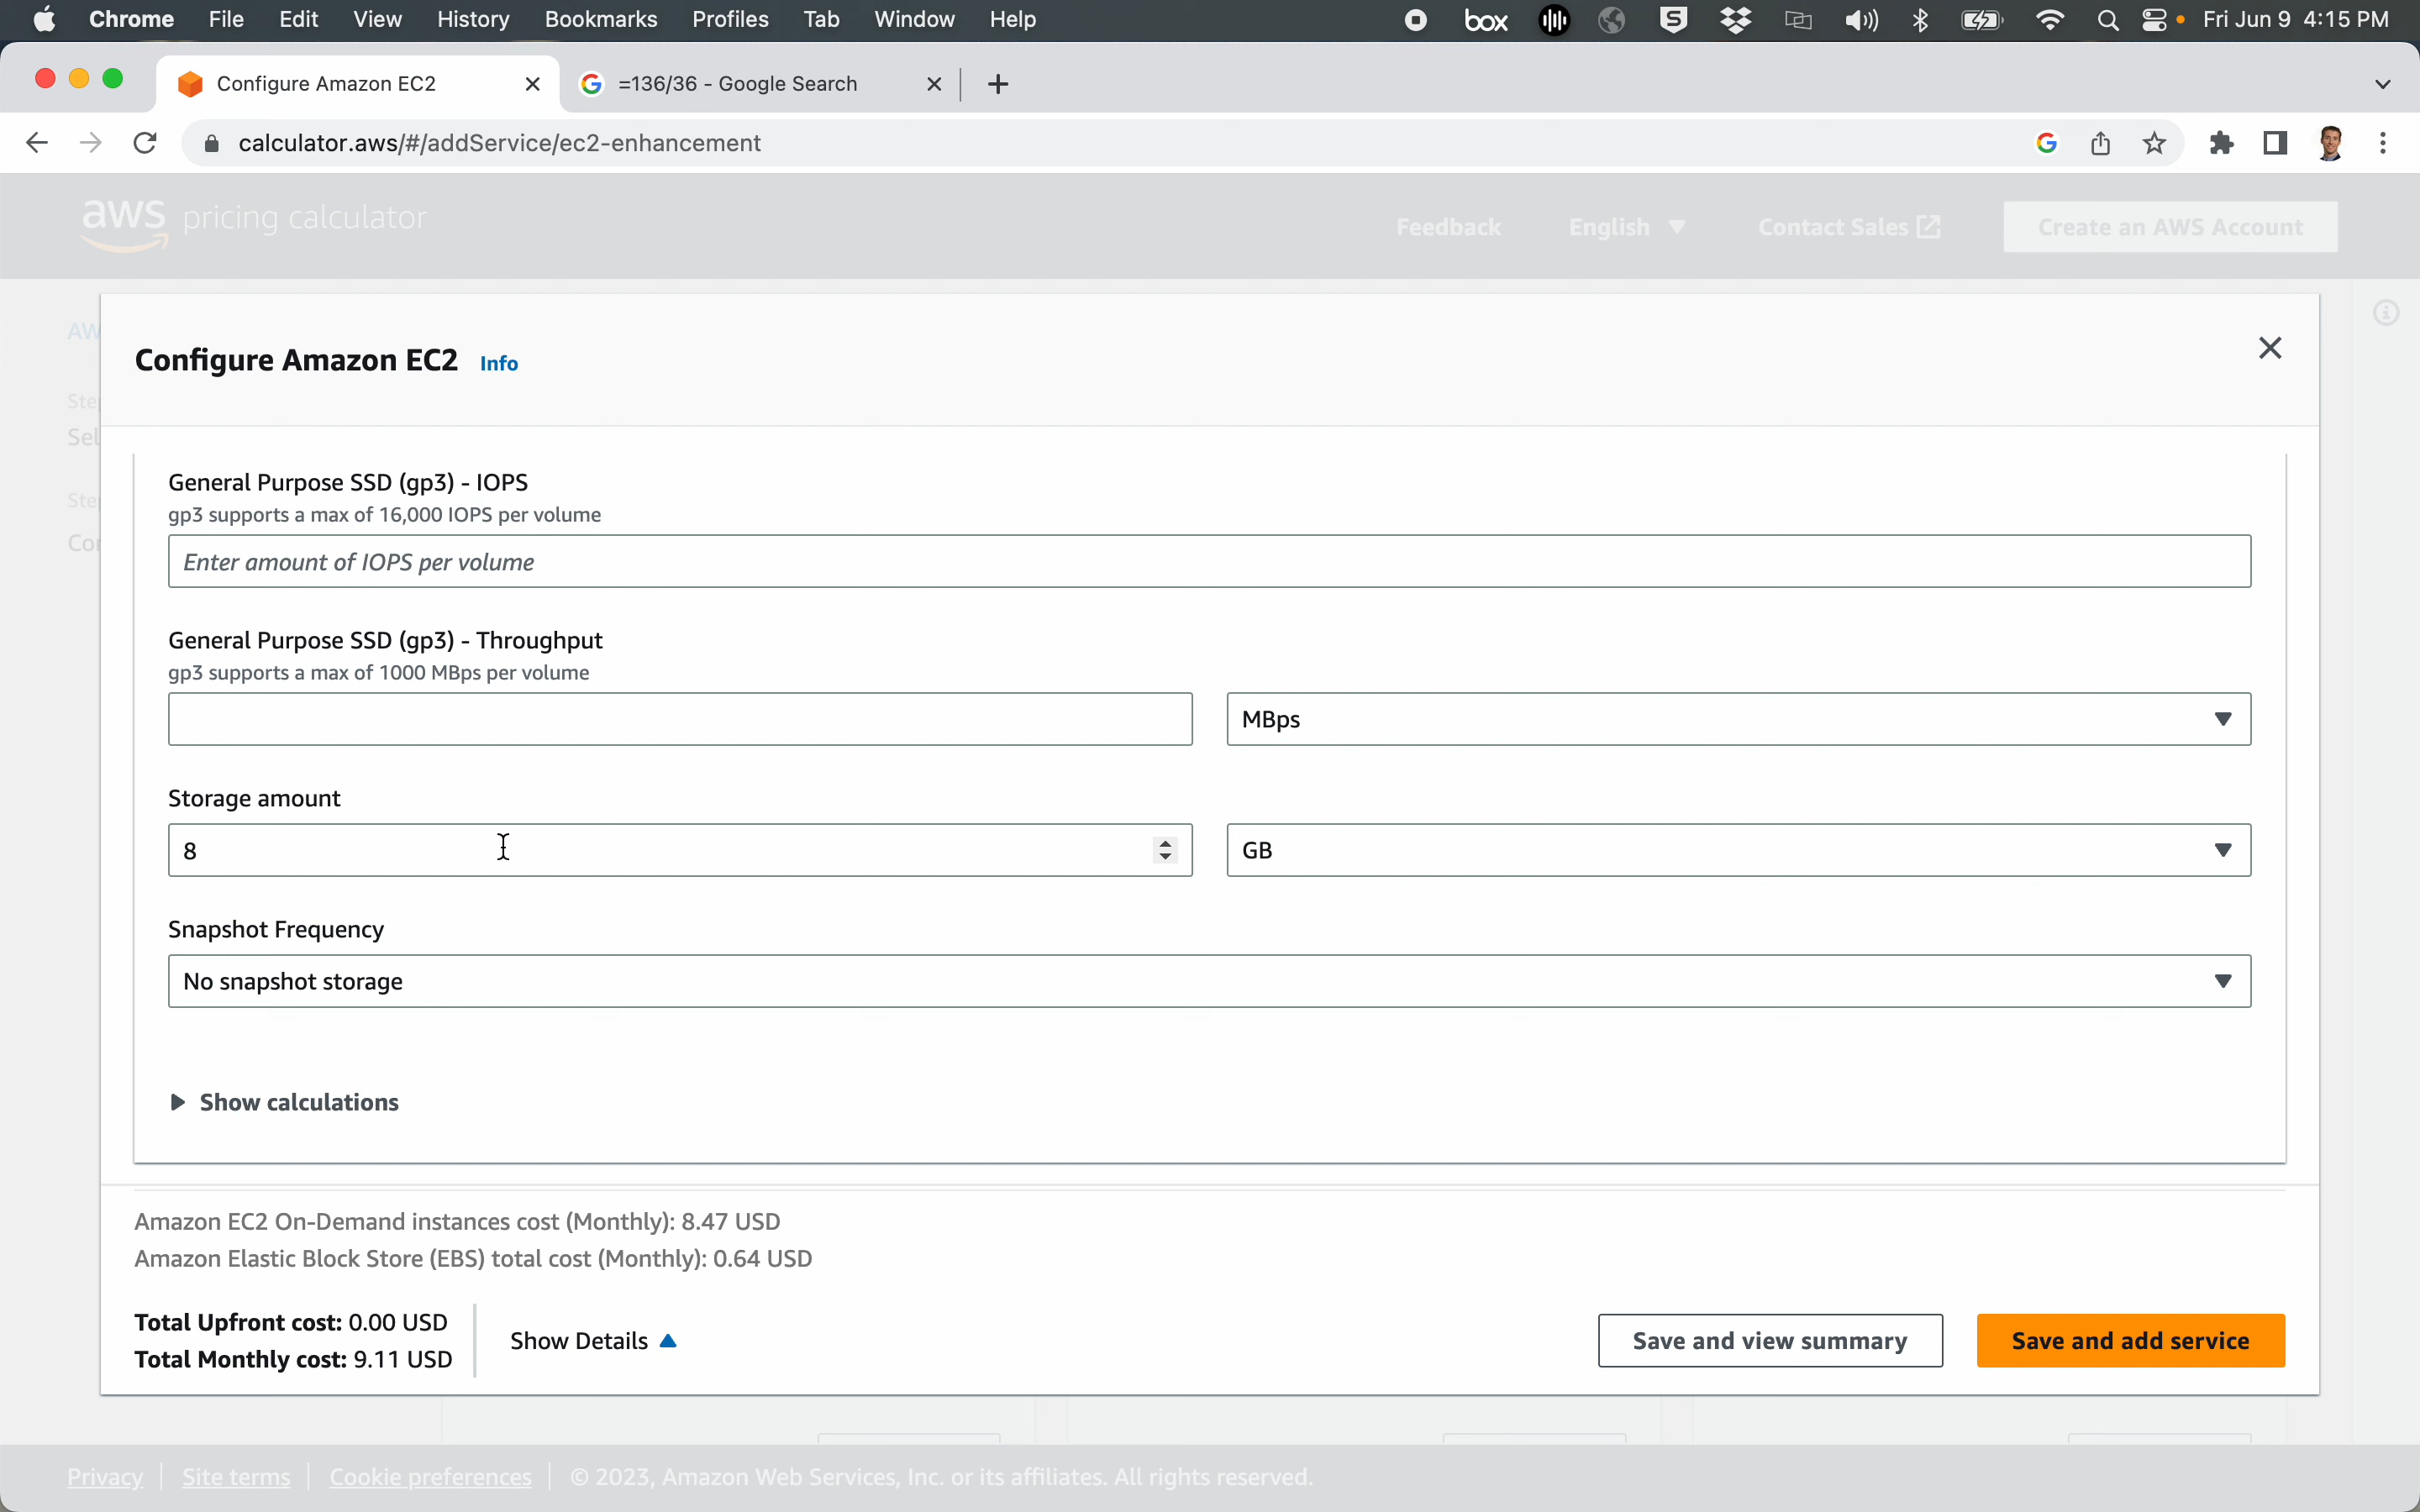 Chrome File Edit View History Bookmarks Profiles Tab Window Help box Fri Jun 9 4:15 PM
Configure Amazon EC2 =136/36 - Google Search
calculator.aws/#/addService/ec2-enhancement
aws pricing calculator Feedback English Contact Sales Create an AWS Account
AW
Configure Amazon EC2 Info
Ste
Sel
General Purpose SSD (gp3) - IOPS
Ste
gp3 supports a max of 16,000 IOPS per volume
Con
Enter amount of IOPS per volume
General Purpose SSD (gp3) - Throughput
gp3 supports a max of 1000 MBps per volume
MBps
Storage amount
8 GB
Snapshot Frequency
No snapshot storage
Show calculations
Amazon EC2 On-Demand instances cost (Monthly): 8.47 USD
Amazon Elastic Block Store (EBS) total cost (Monthly): 0.64 USD
Total Upfront cost: 0.00 USD
Total Monthly cost: 9.11 USD
Show Details Save and view summary Save and add service
Privacy Site terms Cookie preferences © 2023, Amazon Web Services, Inc. or its affiliates. All rights reserved.